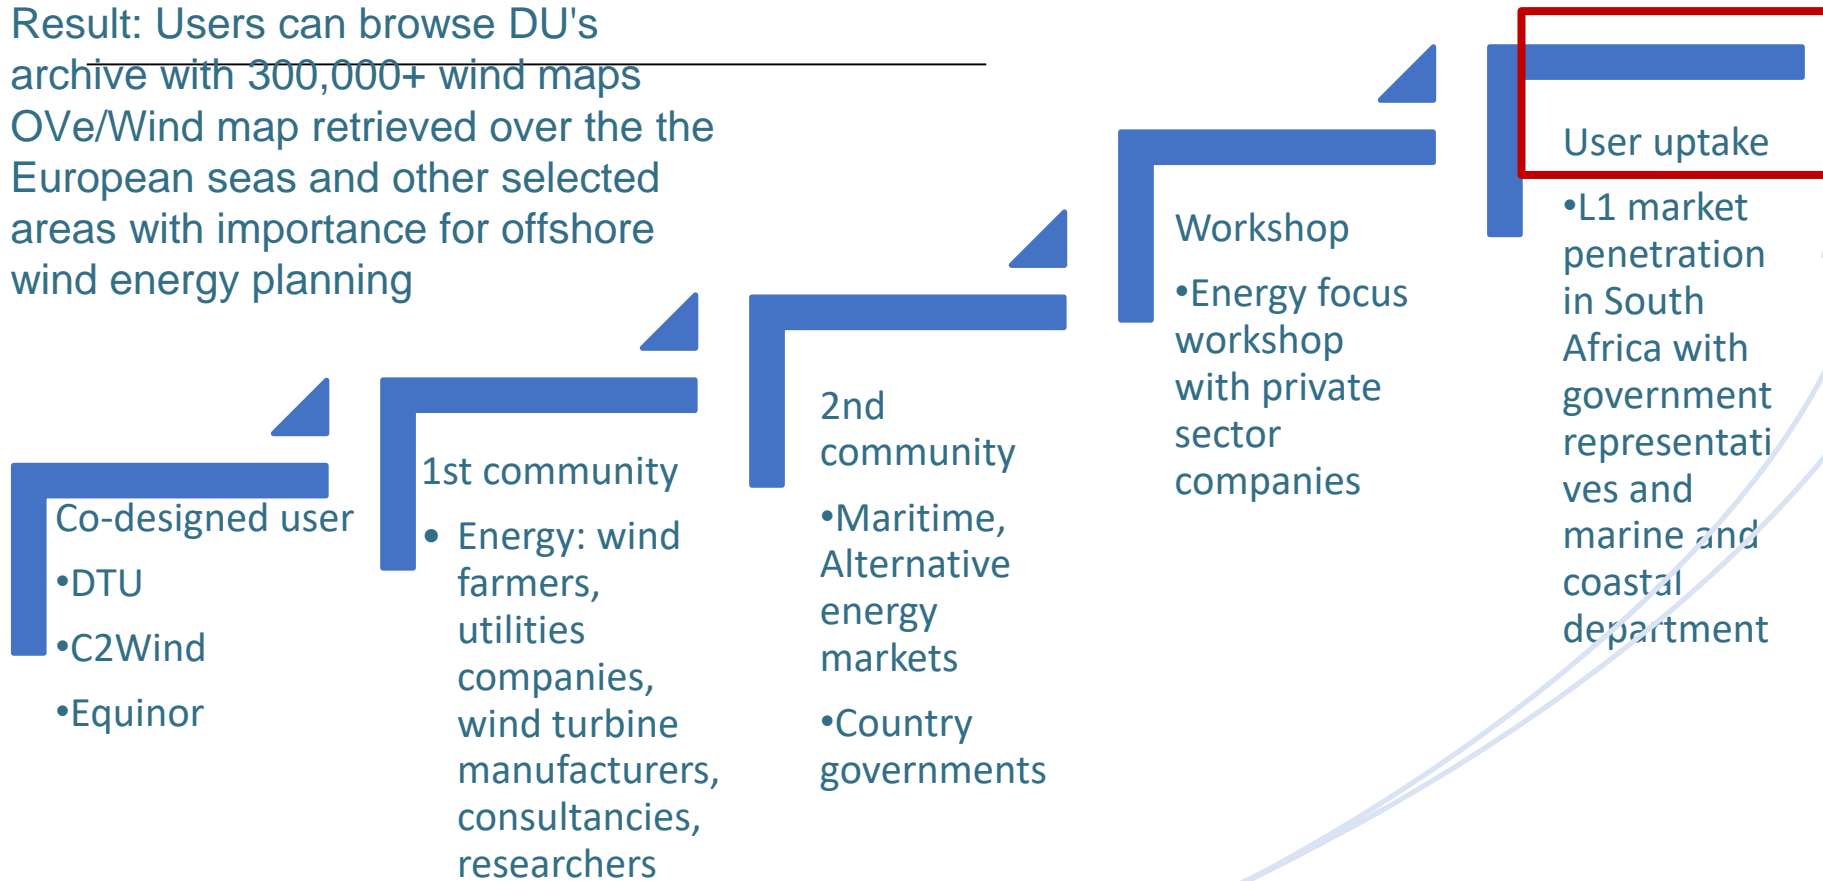 Result: Users can browse DU's
archive with 300,000+ wind maps
OVe/Wind map retrieved over the the
European seas and other selected
areas with importance for offshore
wind energy planning
Co-designed user
•DTU
•C2Wind
•Equinor
1st community
• Energy: wind
farmers,
utilities
companies,
wind turbine
manufacturers,
consultancies,
researchers
2nd
community
•Maritime,
Alternative
energy
markets
•Country
governments
Workshop
•Energy focus
workshop
with private
sector
companies
User uptake
•L1 market
penetration
in South
Africa with
government
representati
ves and
marine and
coastal
department